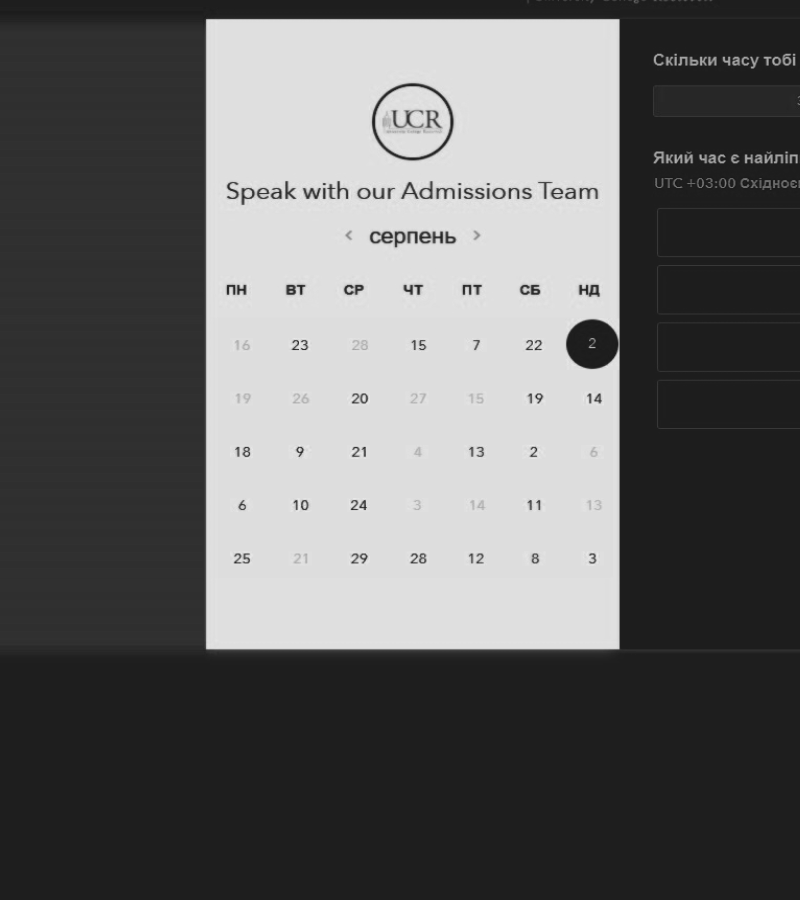 UCR
Speak with our Admissions Team
< серпень >
ПН ВТ СР ЧТ ПТ СБ НД
16 23 28 15 7 22 2
19 26 20 27 15 19 14
18 9 21 4 13 2 6
6 10 24 3 14 11 13
25 21 29 28 12 8 3
Скільки часу тобі
Який час є найліп
UTC +03:00 Східноє